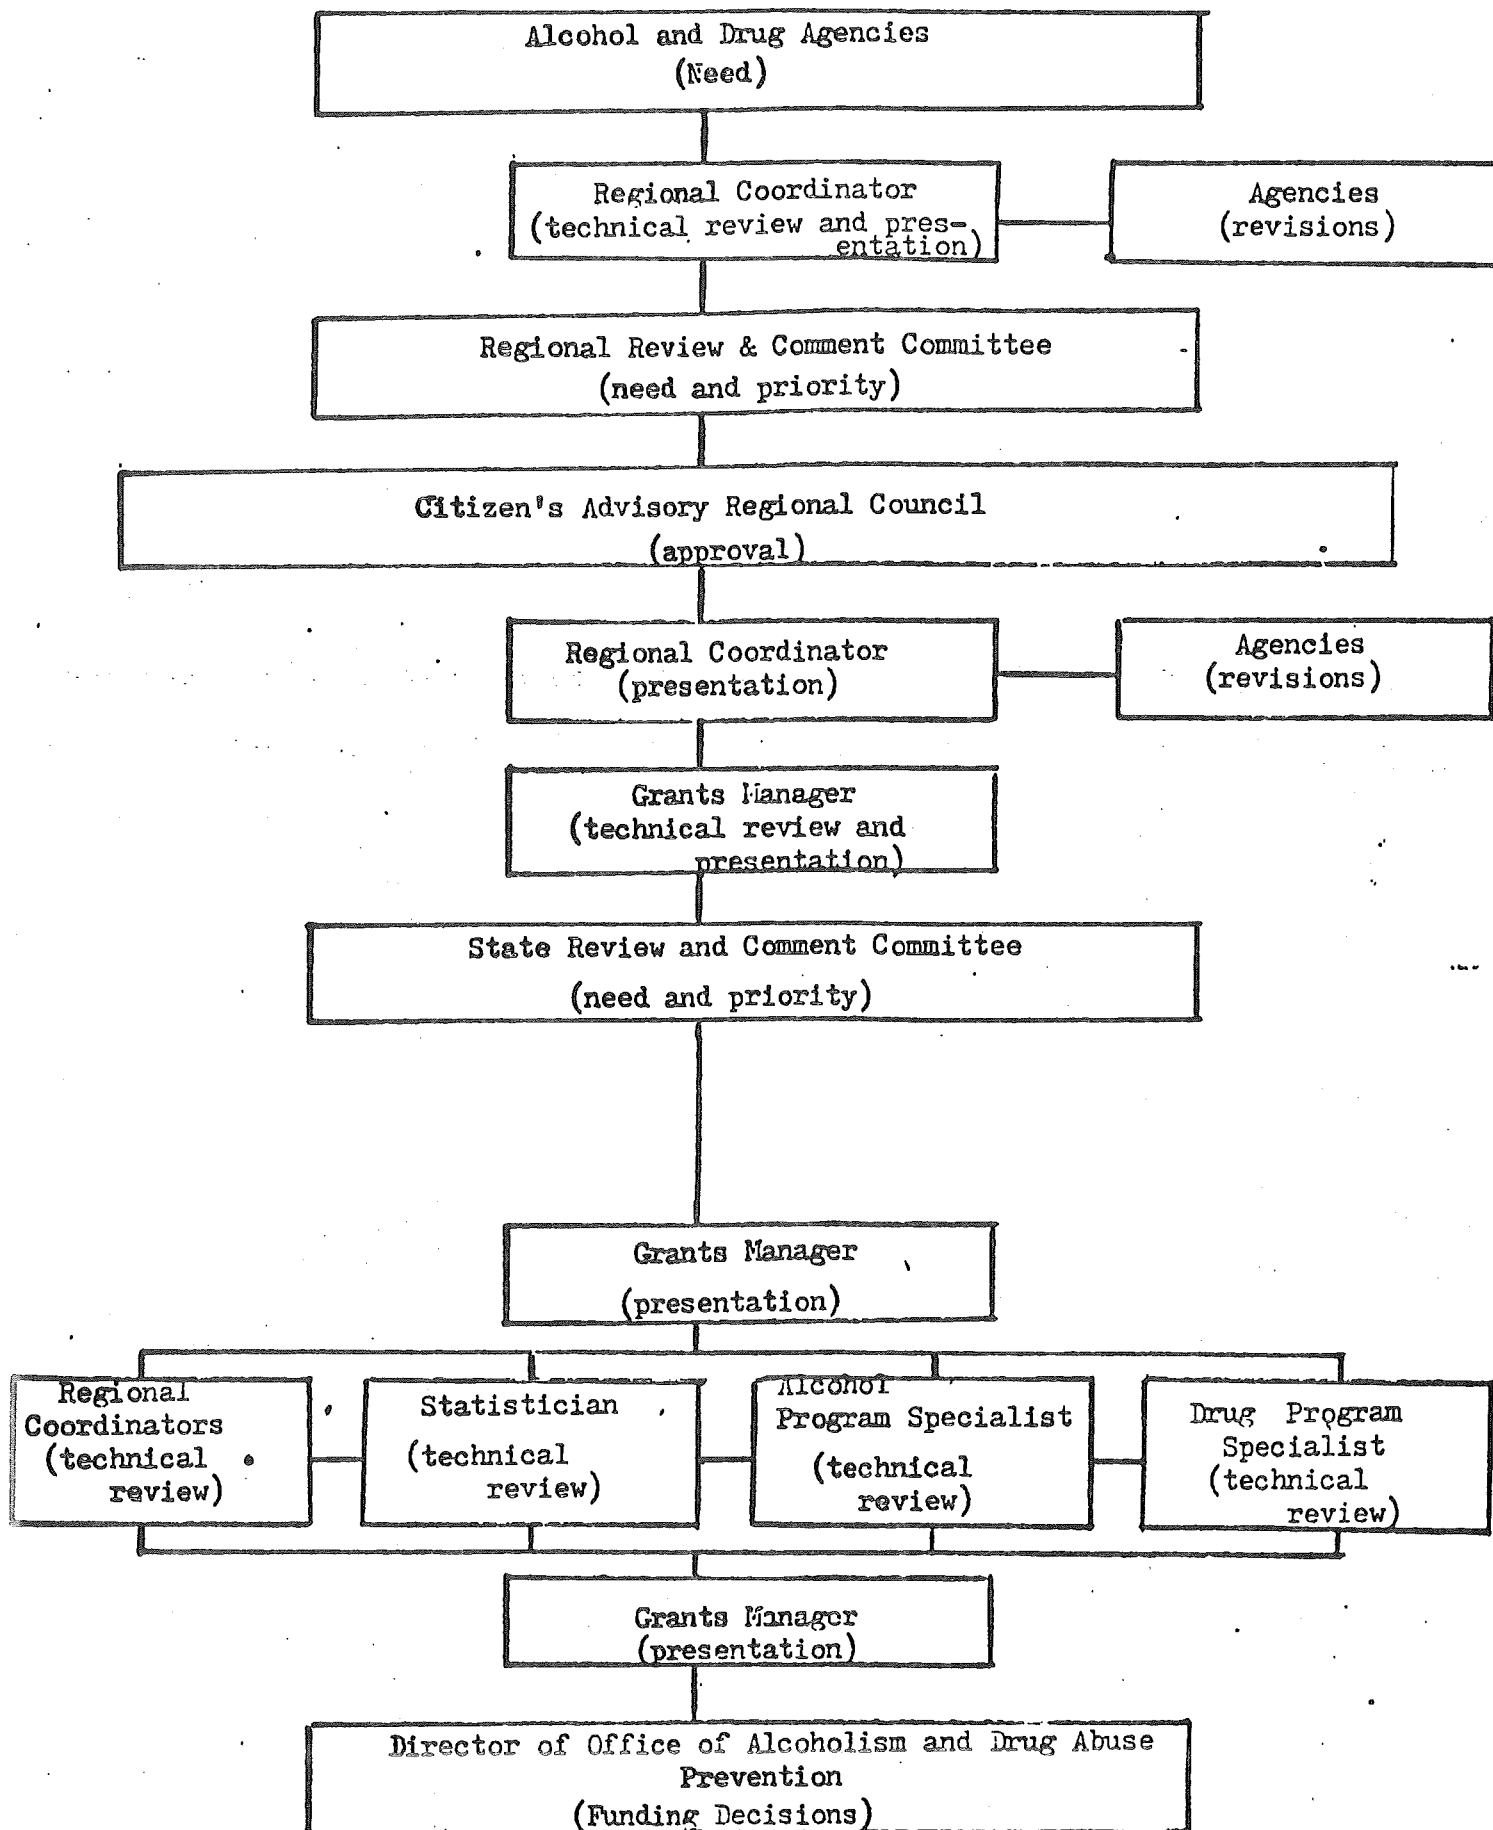 Alcohol and Drug Agencies
(Need)
Regional Coordinator
(technical review and pres-
entation)
Agencies
(revisions)
Regional Review & Comment Committee
(need and priority)
Citizen's Advisory Regional Council
(approval)
Regional Coordinator
(presentation)
Agencies
(revisions)
Grants Manager
(technical review and
presentation)
State Review and Comment Committee
(need and priority)
Grants Manager
(presentation)
Regional
Coordinators
(technical
review)
Statistician
(technical
review)
Alcohol
Program Specialist
(technical
review)
Drug Program
Specialist
(technical
review)
Grants Manager
(presentation)
Director of Office of Alcoholism and Drug Abuse
Prevention
(Funding Decisions)